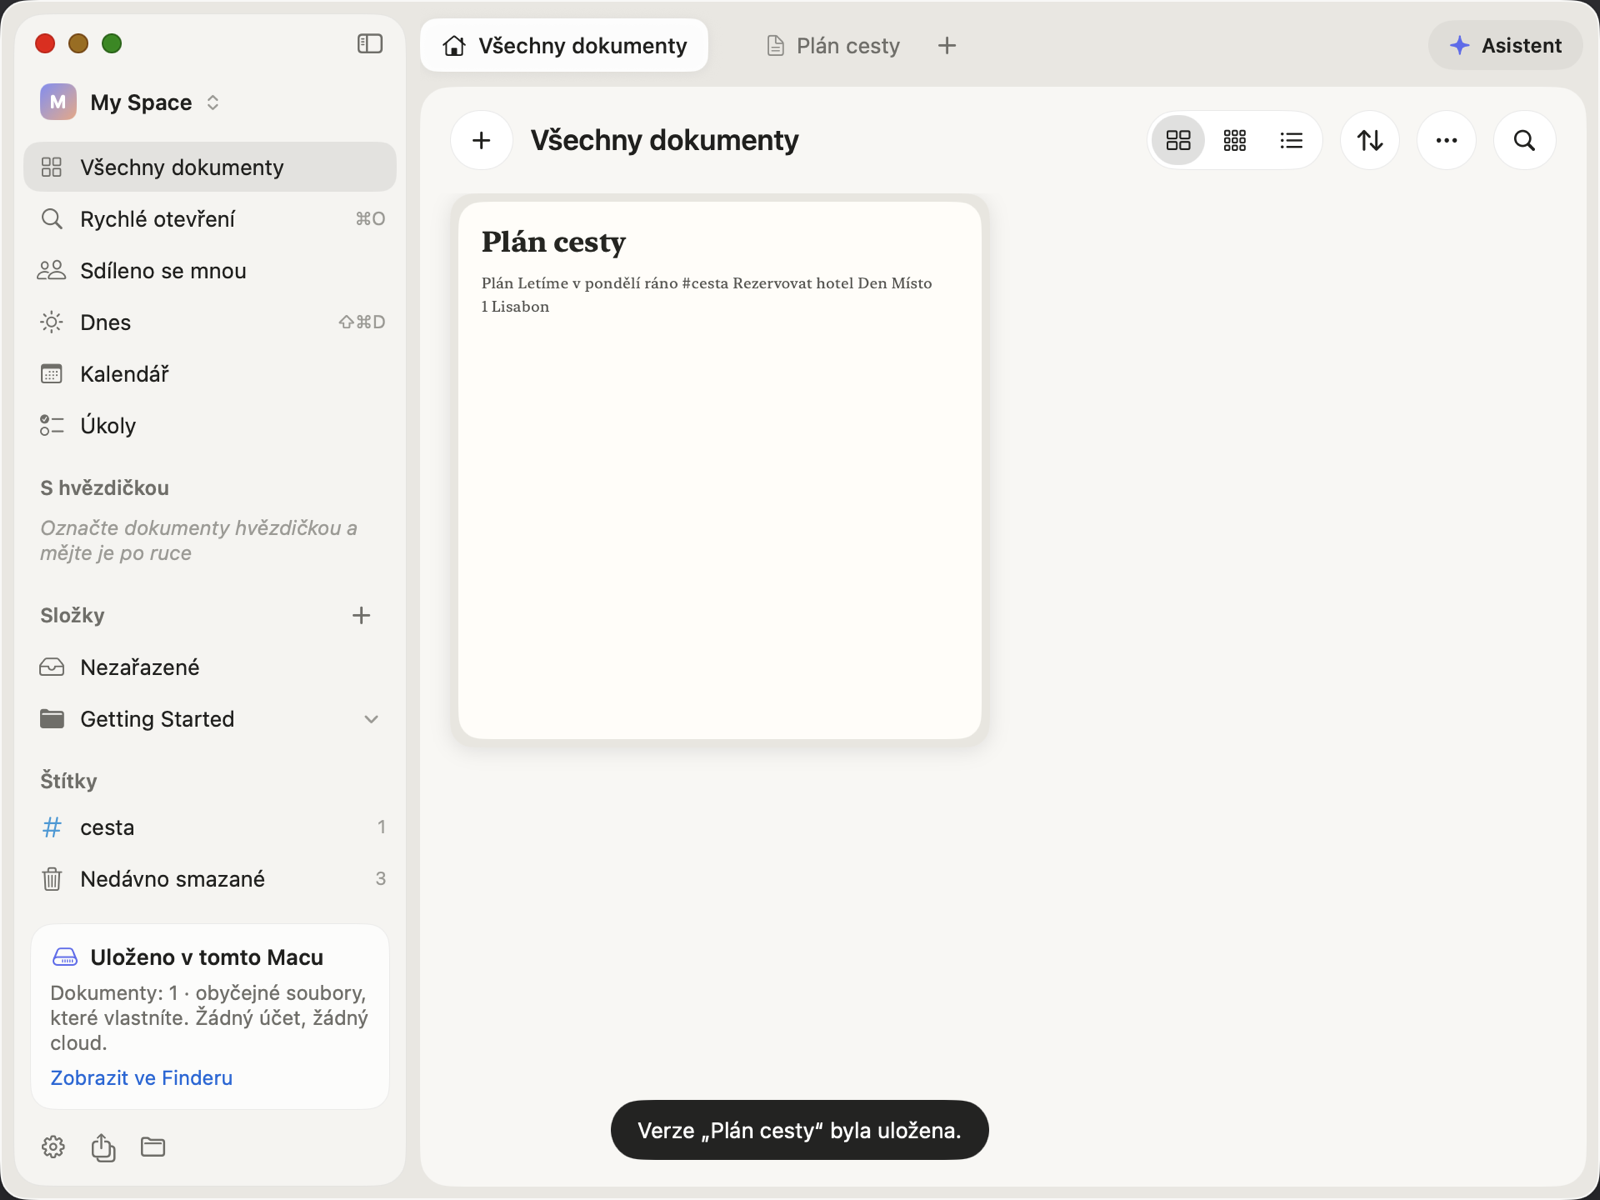 M My Space
Všechny dokumenty
Rychlé otevření ⌘O
Sdíleno se mnou
Dnes ⇧⌘D
Kalendář
Úkoly
S hvězdičkou
Označte dokumenty hvězdičkou a
mějte je po ruce
Složky
Nezařazené
Getting Started
Štítky
# cesta 1
Nedávno smazané 3
Uloženo v tomto Macu
Dokumenty: 1 · obyčejné soubory,
které vlastníte. Žádný účet, žádný
cloud.
Zobrazit ve Finderu
Všechny dokumenty
Plán cesty
Asistent
Všechny dokumenty
Plán cesty
Plán Letíme v pondělí ráno #cesta Rezervovat hotel Den Místo
1 Lisabon
Verze „Plán cesty“ byla uložena.